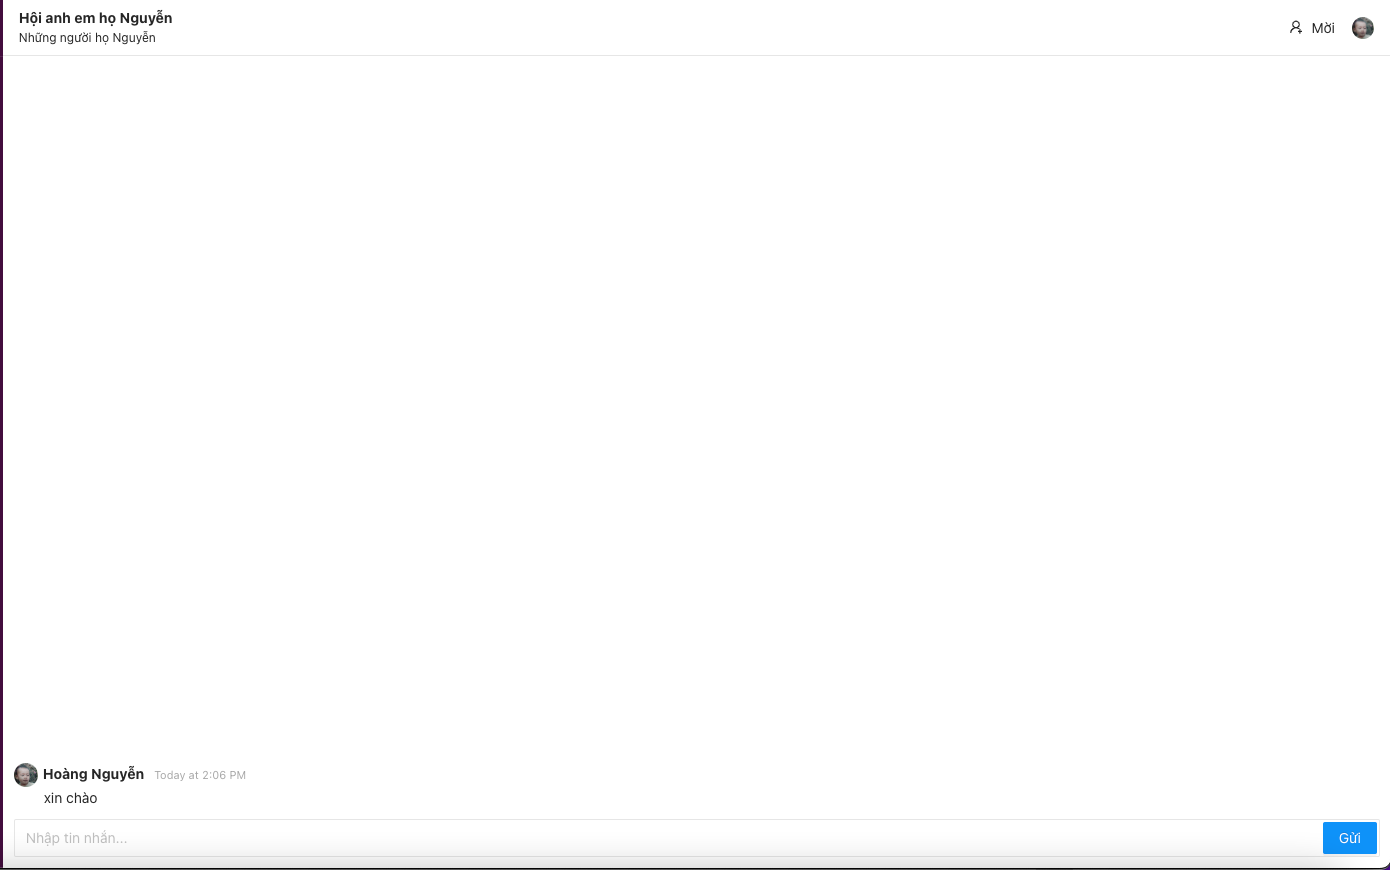 Hội anh em họ Nguyễn
Những người họ Nguyễn
Mời
Hoàng Nguyễn Today at 2:06 PM
xin chào
Nhập tin nhắn...
Gửi